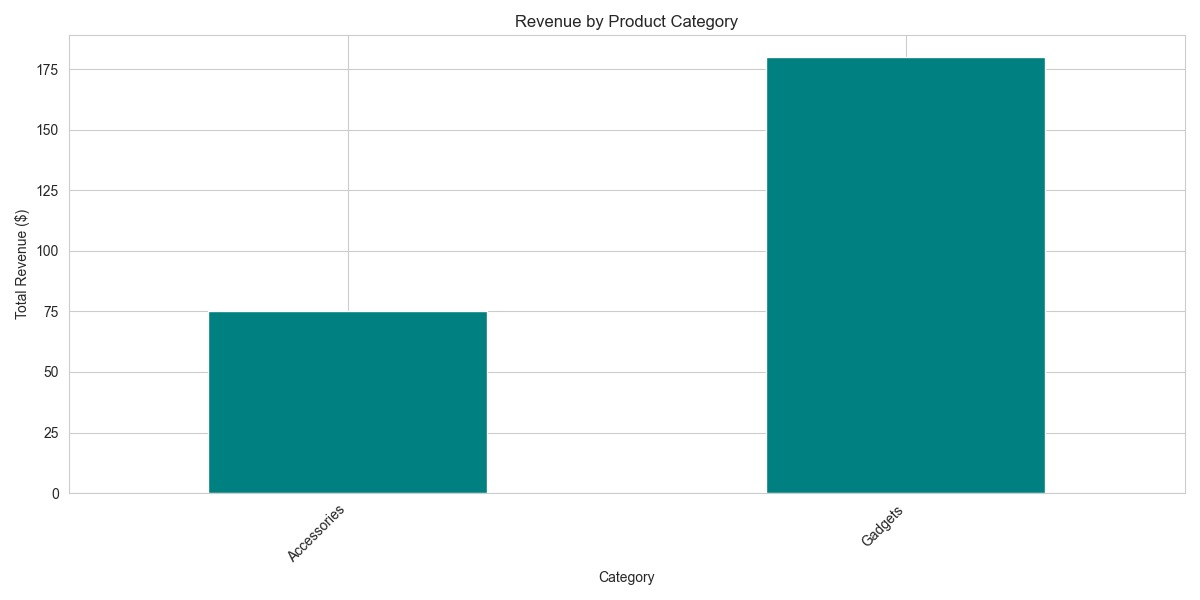 Revenue by Product Category
Total Revenue ($)
175
150
125
100
75
50
25
0
Accessories
Gadgets
Category